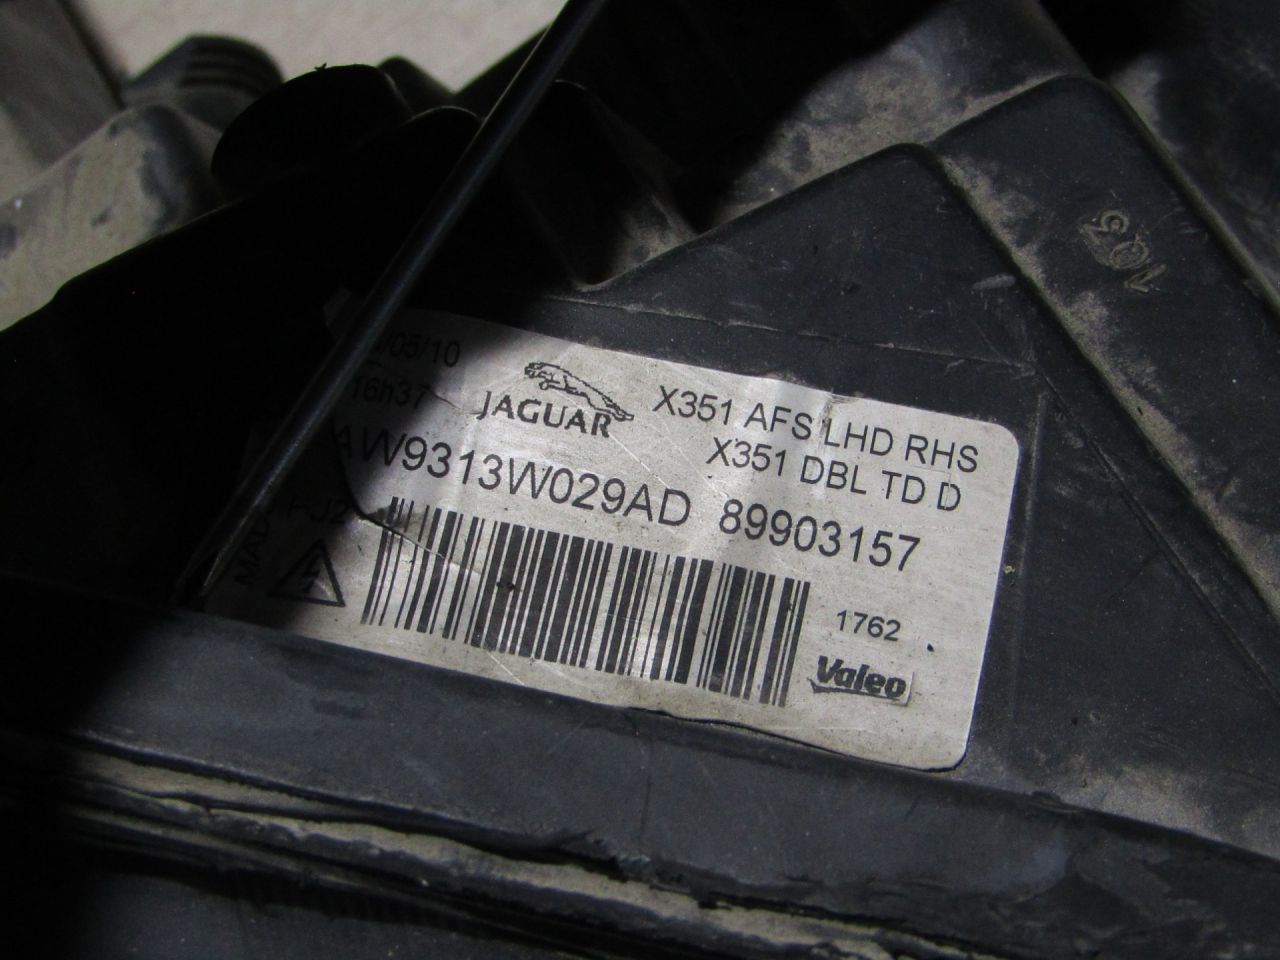 /05/10
16h37
JAGUAR
X351 AFS LHD RHS
X351 DBL TD D
AW9313W029AD 89903157
1762
Valeo